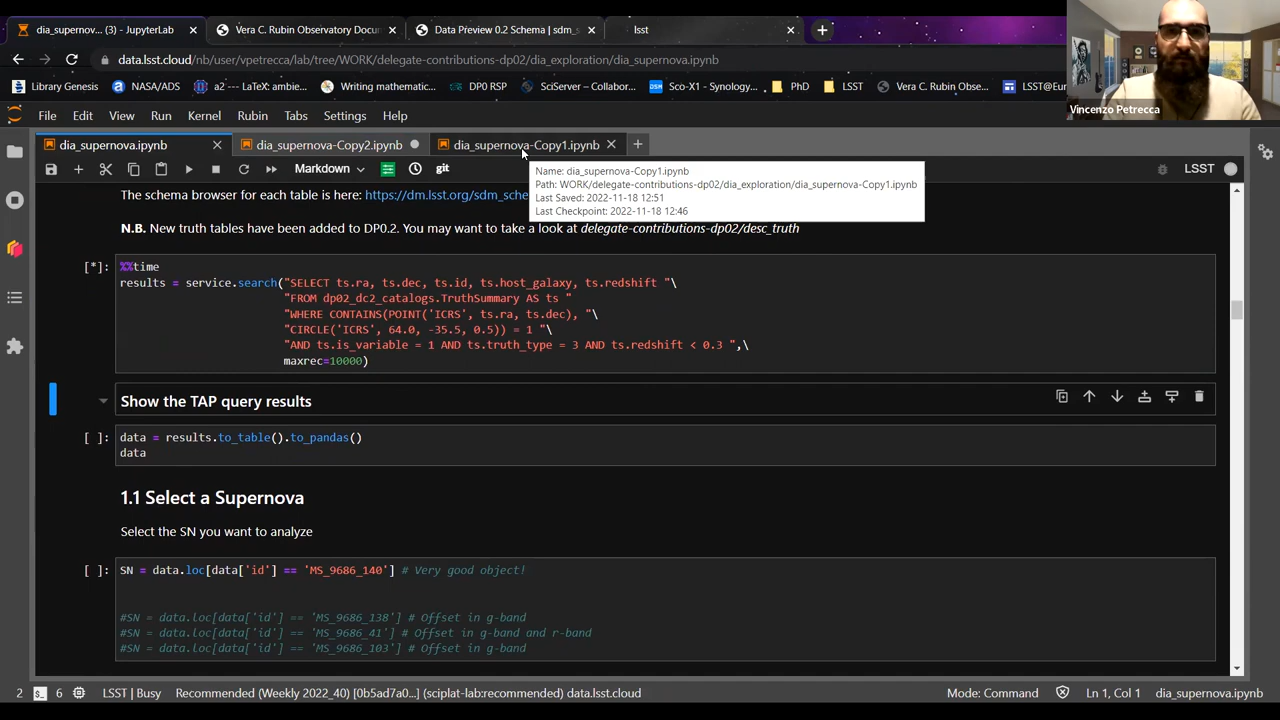 dia_supernov... (3) - JupyterLab
Vera C. Rubin Observatory Docum
Data Preview 0.2 Schema | sdm_s
lsst
data.lsst.cloud/nb/user/vpetrecca/lab/tree/WORK/delegate-contributions-dp02/dia_exploration/dia_supernova.ipynb
Library Genesis
NASA/ADS
a2 --- LaTeX: ambie...
Writing mathematic...
DP0 RSP
SciServer – Collabor...
Sco-X1 - Synology...
PhD
LSST
Vera C. Rubin Obse...
LSST@Eur
Vincenzo Petrecca
File Edit View Run Kernel Rubin Tabs Settings Help
dia_supernova.ipynb
dia_supernova-Copy2.ipynb
dia_supernova-Copy1.ipynb
Markdown
git
LSST
Name: dia_supernova-Copy1.ipynb
Path: WORK/delegate-contributions-dp02/dia_exploration/dia_supernova-Copy1.ipynb
Last Saved: 2022-11-18 12:51
Last Checkpoint: 2022-11-18 12:46
The schema browser for each table is here: https://dm.lsst.org/sdm_sche
N.B. New truth tables have been added to DP0.2. You may want to take a look at delegate-contributions-dp02/desc_truth
[*]: %%time
results = service.search("SELECT ts.ra, ts.dec, ts.id, ts.host_galaxy, ts.redshift "\
"FROM dp02_dc2_catalogs.TruthSummary AS ts "
"WHERE CONTAINS(POINT('ICRS', ts.ra, ts.dec), "\
"CIRCLE('ICRS', 64.0, -35.5, 0.5)) = 1 "\
"AND ts.is_variable = 1 AND ts.truth_type = 3 AND ts.redshift < 0.3 ",\
maxrec=10000)
Show the TAP query results
[ ]: data = results.to_table().to_pandas()
data
1.1 Select a Supernova
Select the SN you want to analyze
[ ]: SN = data.loc[data['id'] == 'MS_9686_140'] # Very good object!
#SN = data.loc[data['id'] == 'MS_9686_138'] # Offset in g-band
#SN = data.loc[data['id'] == 'MS_9686_41'] # Offset in g-band and r-band
#SN = data.loc[data['id'] == 'MS_9686_103'] # Offset in g-band
2
6
LSST | Busy
Recommended (Weekly 2022_40) [0b5ad7a0...] (sciplat-lab:recommended) data.lsst.cloud
Mode: Command
Ln 1, Col 1
dia_supernova.ipynb